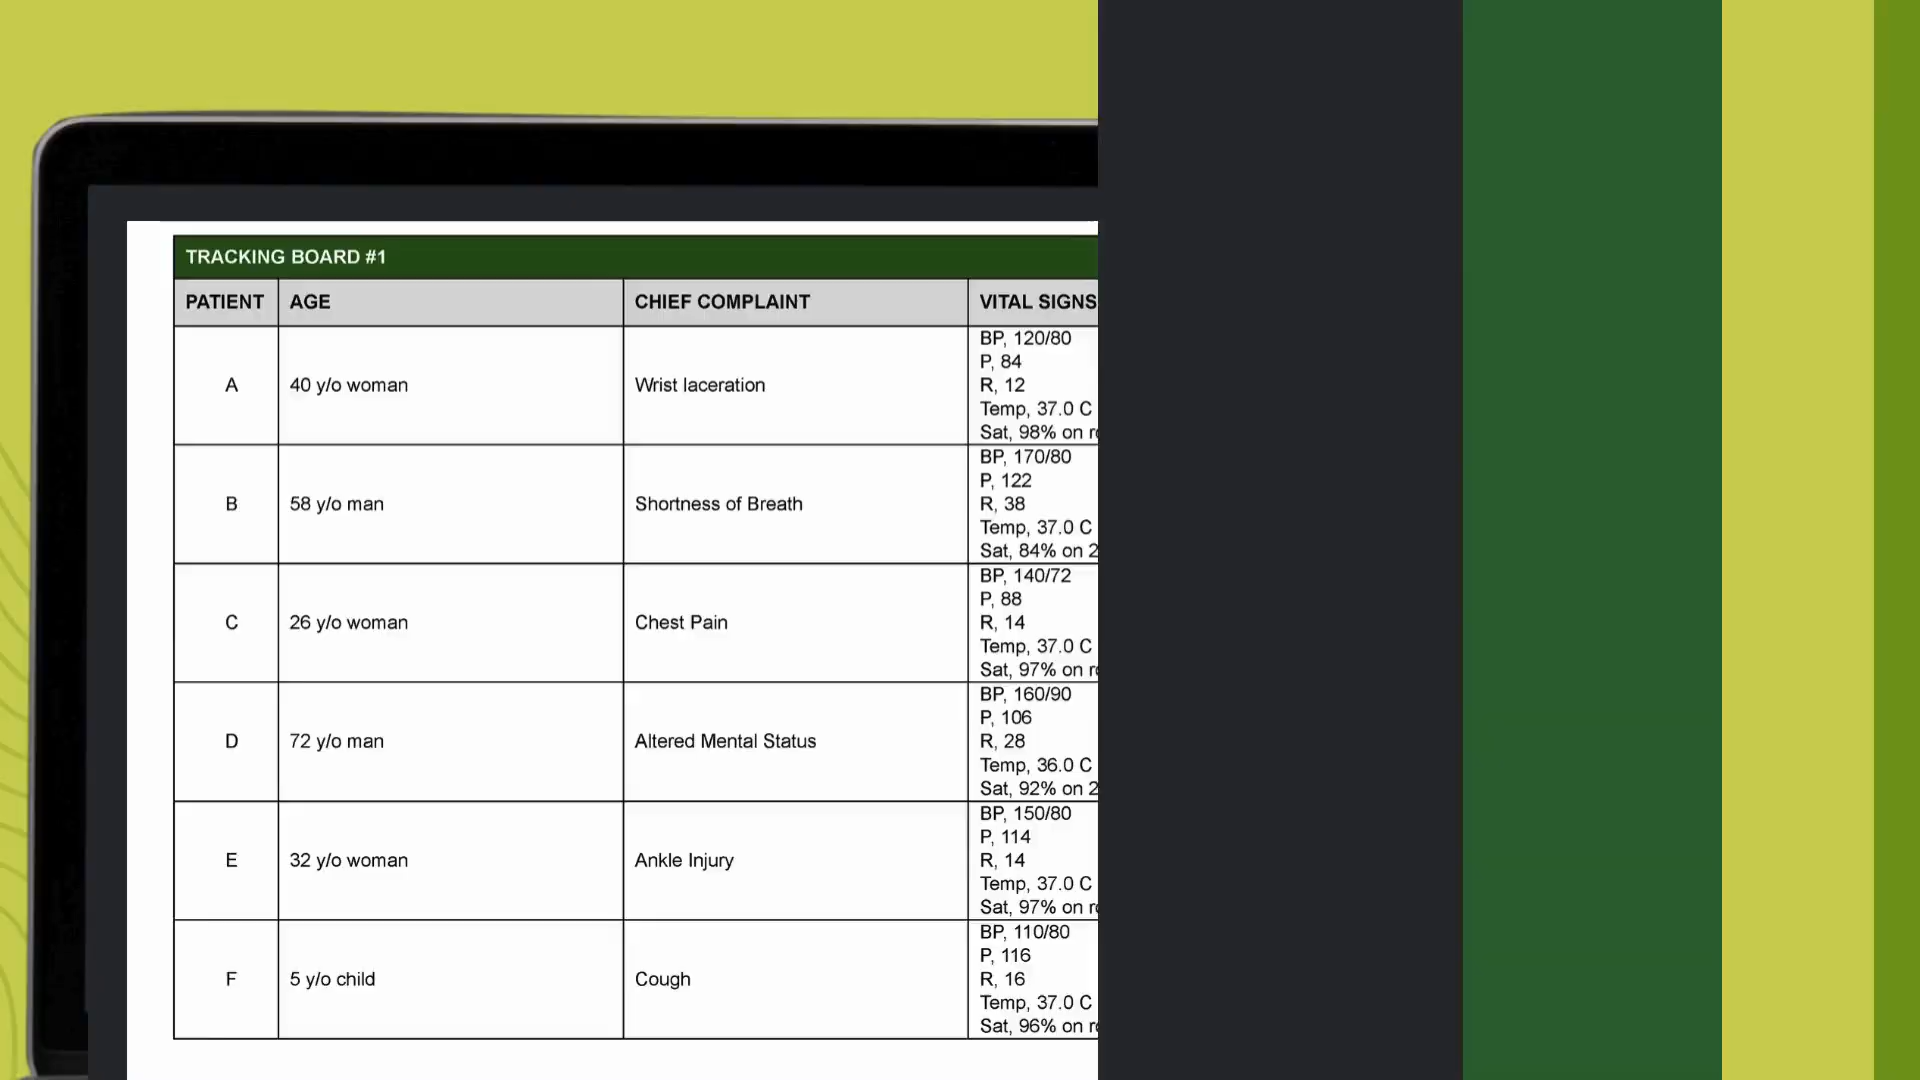 TRACKING BOARD #1
PATIENT AGE CHIEF COMPLAINT VITAL SIGNS
A 40 y/o woman Wrist laceration
BP, 120/80
P, 84
R, 12
Temp, 37.0 C
Sat, 98% on
B 58 y/o man Shortness of Breath
BP, 170/80
P, 122
R, 38
Temp, 37.0 C
Sat, 84% on 2
C 26 y/o woman Chest Pain
BP, 140/72
P, 88
R, 14
Temp, 37.0 C
Sat, 97% on
D 72 y/o man Altered Mental Status
BP, 160/90
P, 106
R, 28
Temp, 36.0 C
Sat, 92% on 2
E 32 y/o woman Ankle Injury
BP, 150/80
P, 114
R, 14
Temp, 37.0 C
Sat, 97% on
F 5 y/o child Cough
BP, 110/80
P, 116
R, 16
Temp, 37.0 C
Sat, 96% on